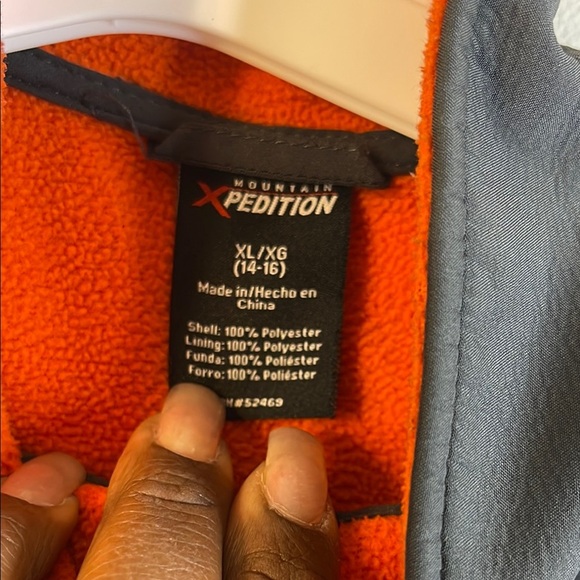 MOUNTAIN
XPEDITION
XL/XG
(14-16)
Made in/Hecho en
China
Shell: 100% Polyester
Lining: 100% Polyester
Funda: 100% Poliéster
Forro: 100% Poliéster
#52469